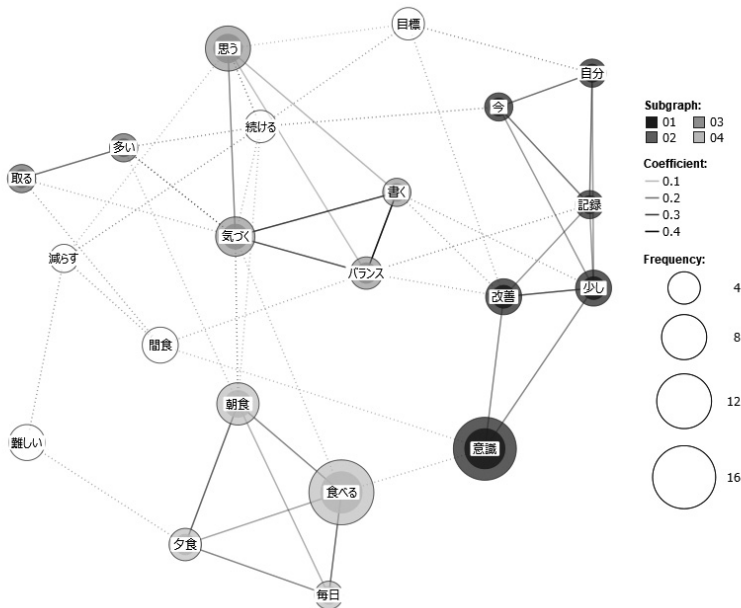 目標
思う
自分
今
続ける
多い
取る
書く
記録
気づく
減らす
バランス
改善
少し
間食
朝食
難しい
意識
食べる
夕食
毎日
Subgraph:
01 03
02 04
Coefficient:
0.1
0.2
0.3
0.4
Frequency:
4
8
12
16